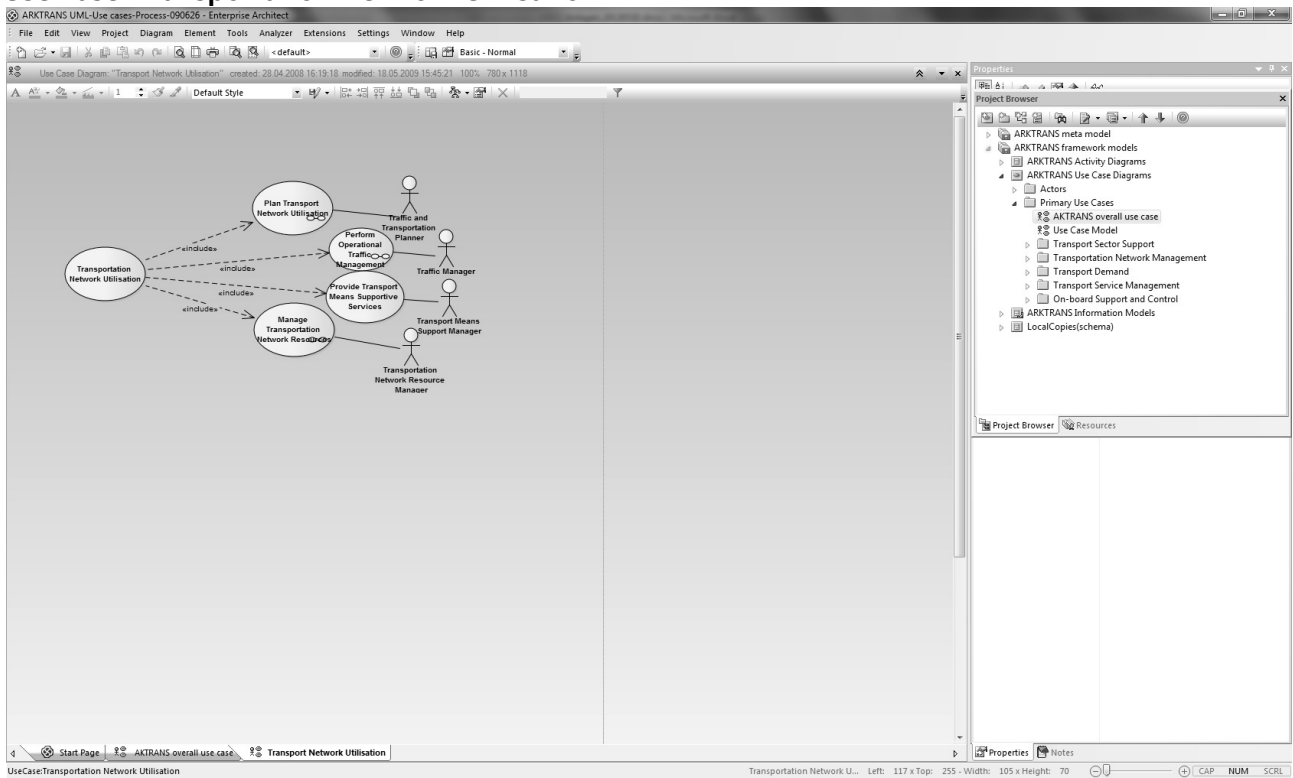 ARKTRANS UML-Use cases-Process-090626 - Enterprise Architect
File Edit View Project Diagram Element Tools Analyzer Extensions Settings Window Help
<default>
Basic - Normal
Use Case Diagram: "Transport Network Utilisation" created: 28.04.2008 16:19:18 modified: 18.05.2009 15:45:21 100% 780 x 1118
1 Default Style
Plan Transport
Network Utilisation
Traffic and
Transportation
Planner
«include»
Perform
Operational
Traffic
Management
Traffic Manager
Transportation
Network Utilisation
«include»
«include»
Provide Transport
Means Supportive
Services
Transport Means
Support Manager
«include»
Manage
Transportation
Network Resources
Transportation
Network Resource
Manager
Properties
Project Browser
ARKTRANS meta model
ARKTRANS framework models
ARKTRANS Activity Diagrams
ARKTRANS Use Case Diagrams
Actors
Primary Use Cases
AKTRANS overall use case
Use Case Model
Transport Sector Support
Transportation Network Management
Transport Demand
Transport Service Management
On-board Support and Control
ARKTRANS Information Models
LocalCopies(schema)
Project Browser Resources
Start Page AKTRANS overall use case Transport Network Utilisation
Properties Notes
UseCase:Transportation Network Utilisation
Transportation Network U... Left: 117 x Top: 255 - Width: 105 x Height: 70 CAP NUM SCRL